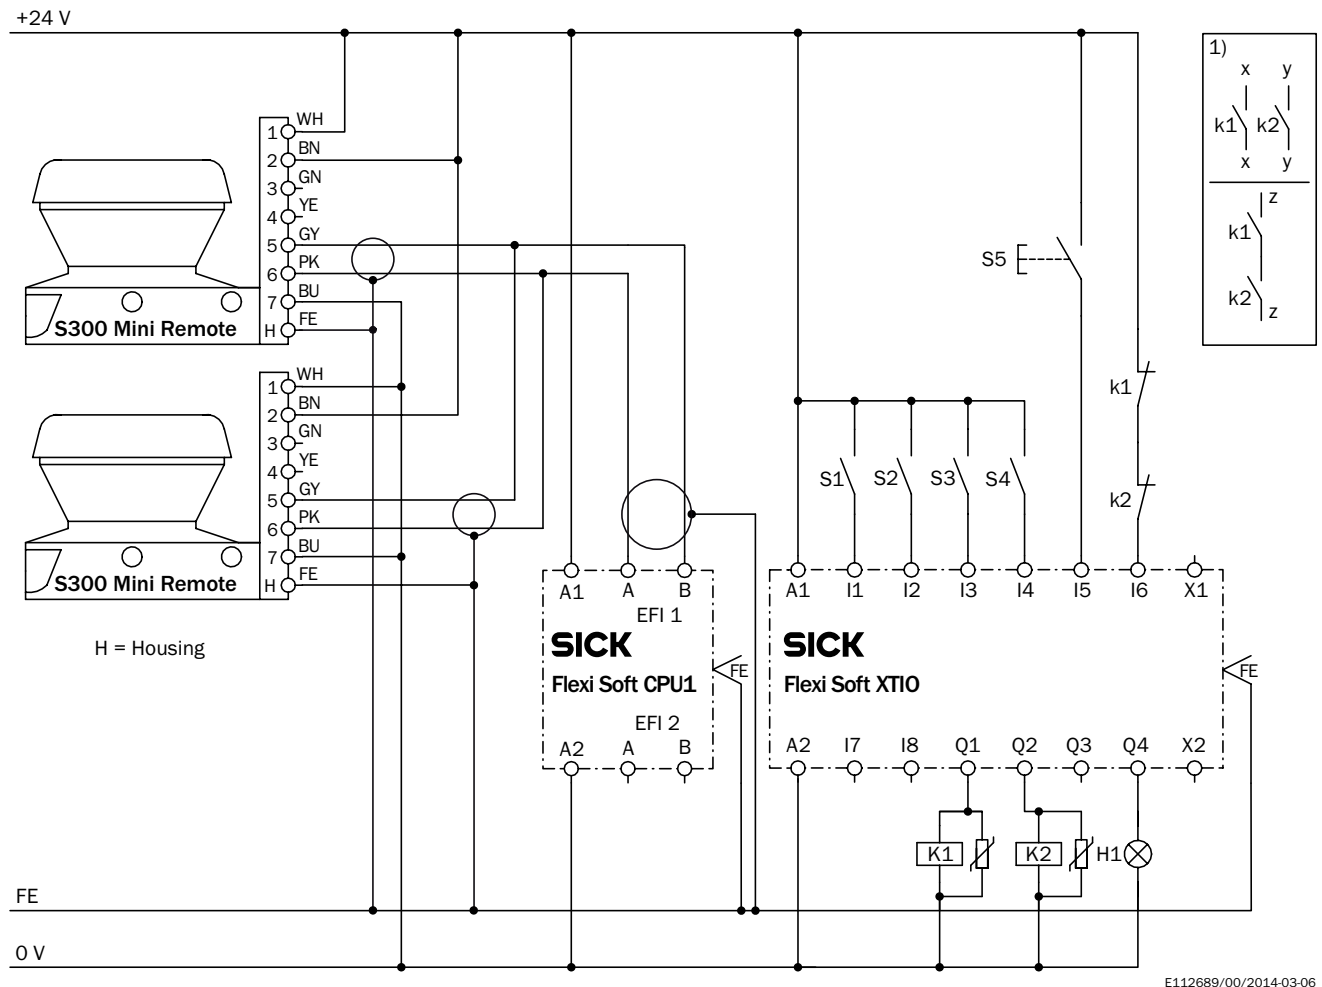 +24 V
1)
x y
k1 k2
x y
z
k1
k2
z
1 WH
2 BN
3 GN
4 YE
5 GY
6 PK
7 BU
H FE
S300 Mini Remote
1 WH
2 BN
3 GN
4 YE
5 GY
6 PK
7 BU
H FE
S300 Mini Remote
H = Housing
S5
k1
S1 S2 S3 S4
k2
A1 A B
EFI 1
SICK
Flexi Soft CPU1
FE
EFI 2
A2 A B
A1 I1 I2 I3 I4 I5 I6 X1
SICK
Flexi Soft XTIO
FE
A2 I7 I8 Q1 Q2 Q3 Q4 X2
K1 K2 H1
FE
0 V
E112689/00/2014-03-06